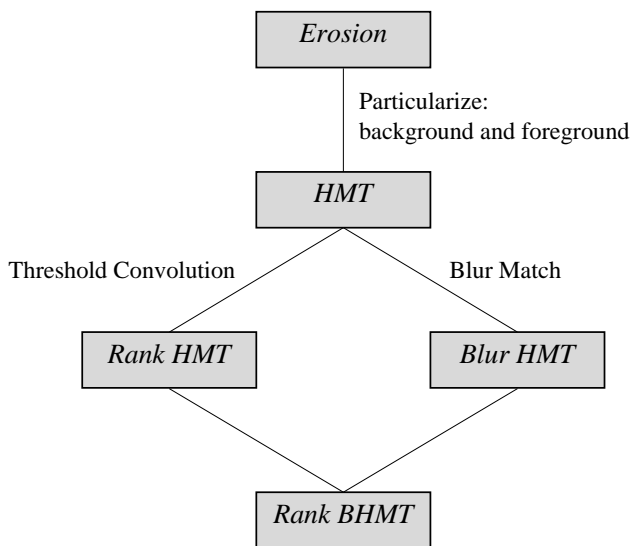 Erosion
Particularize:
background and foreground
HMT
Threshold Convolution
Blur Match
Rank HMT
Blur HMT
Rank BHMT